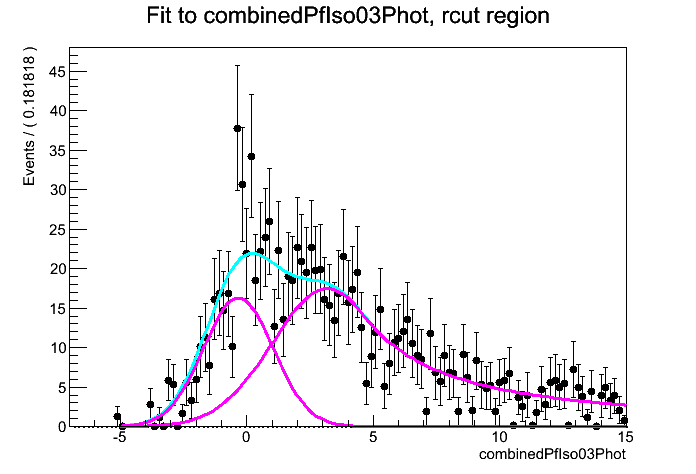 Fit to combinedPfIso03Phot, rcut region
Events / ( 0.181818 )
45
40
35
30
25
20
15
10
5
0
-5 0 5 10 15
combinedPfIso03Phot